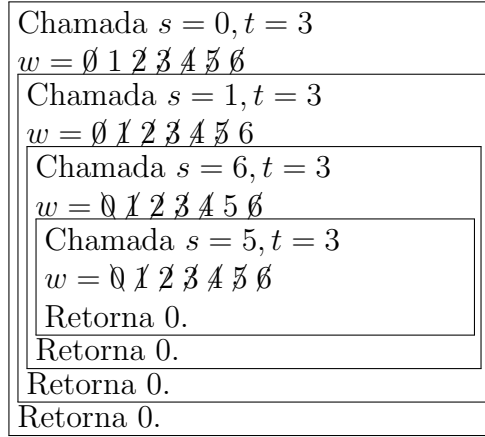 Chamada s = 0, t = 3
w = 0̸ 1 2̸ 3̸ 4̸ 5̸ 6̸
Chamada s = 1, t = 3
w = 0̸ 1̸ 2̸ 3̸ 4̸ 5̸ 6
Chamada s = 6, t = 3
w = 0̸ 1̸ 2̸ 3̸ 4̸ 5 6̸
Chamada s = 5, t = 3
w = 0̸ 1̸ 2̸ 3̸ 4̸ 5̸ 6̸
Retorna 0.
Retorna 0.
Retorna 0.
Retorna 0.